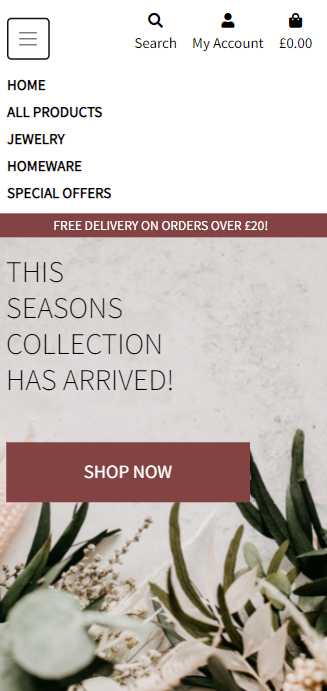 Search
My Account
£0.00
HOME
ALL PRODUCTS
JEWELRY
HOMEWARE
SPECIAL OFFERS
FREE DELIVERY ON ORDERS OVER £20!
THIS
SEASONS
COLLECTION
HAS ARRIVED!
SHOP NOW